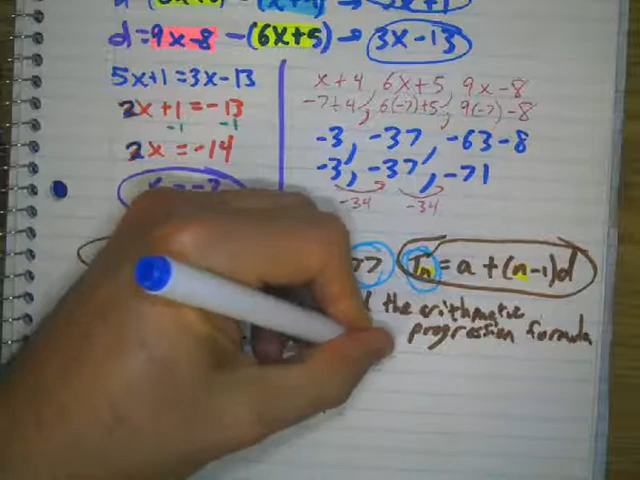 d=9x-8 -(6x+5) → 3x-13
5x+1=3x-13
2x+1=-13
-1 -1
2x=-14
x+4, 6x+5, 9x-8
-7+4, 6(-7)+5, 9(-7)-8
-3, -37, -63-8
-3, -37, -71
-34 -34
Tn = a + (n-1)d
the arithmatic
progression formula